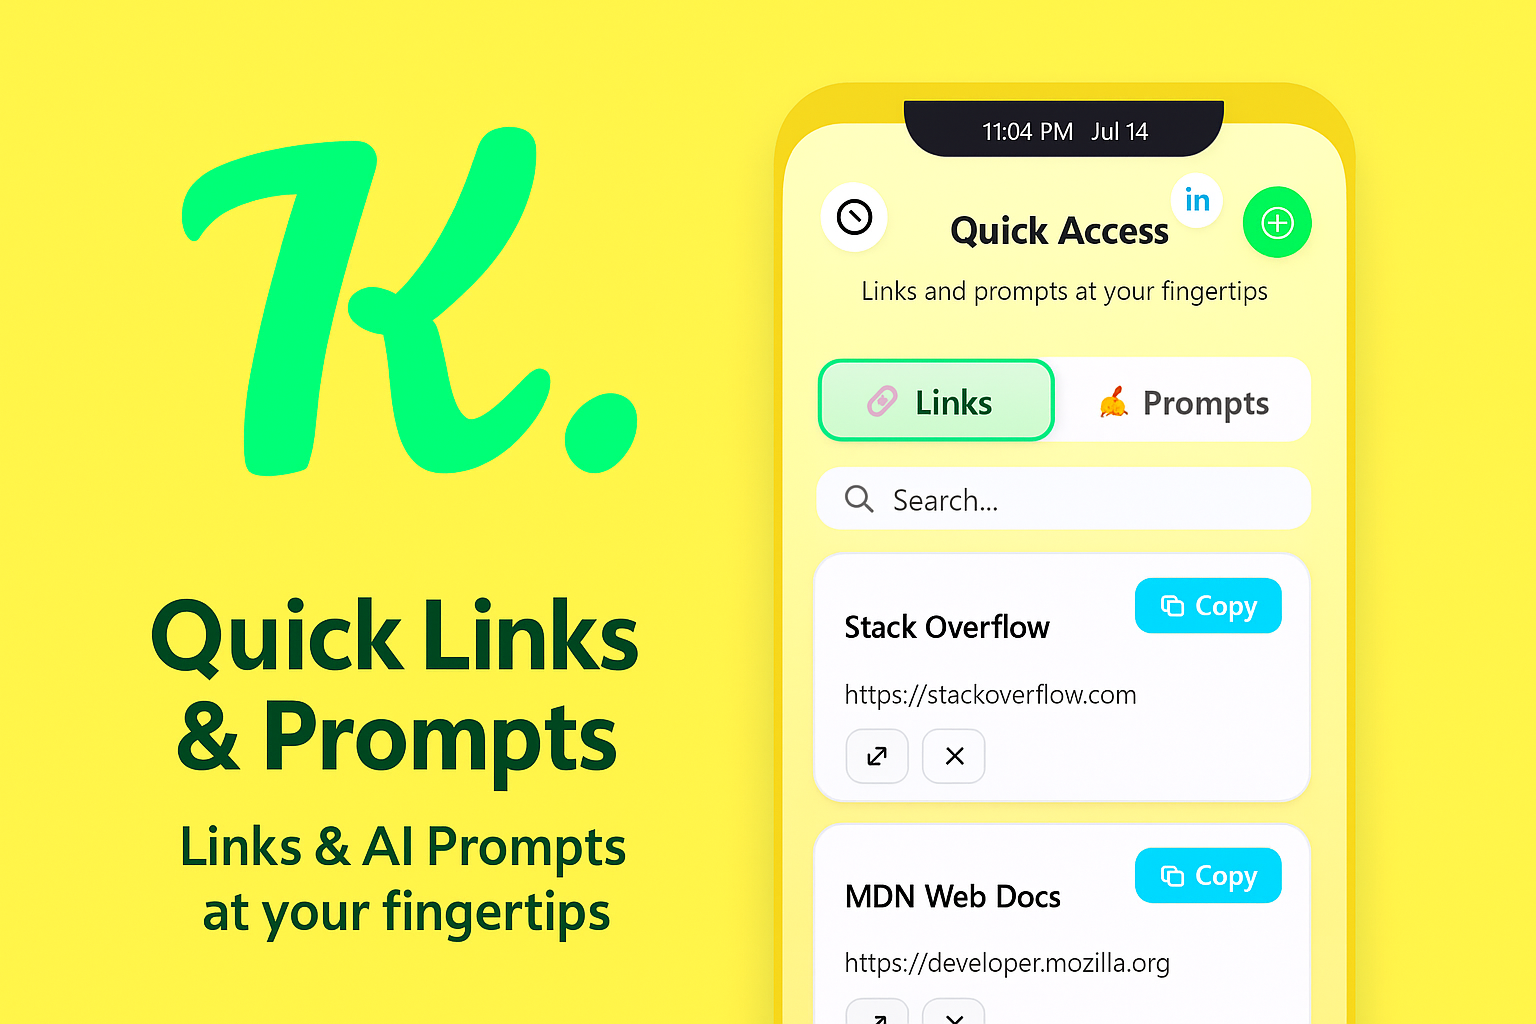 K.
Quick Links
& Prompts
Links & AI Prompts
at your fingertips
11:04 PM Jul 14
in
Quick Access
Links and prompts at your fingertips
Links
Prompts
Search...
Copy
Stack Overflow
https://stackoverflow.com
Copy
MDN Web Docs
https://developer.mozilla.org